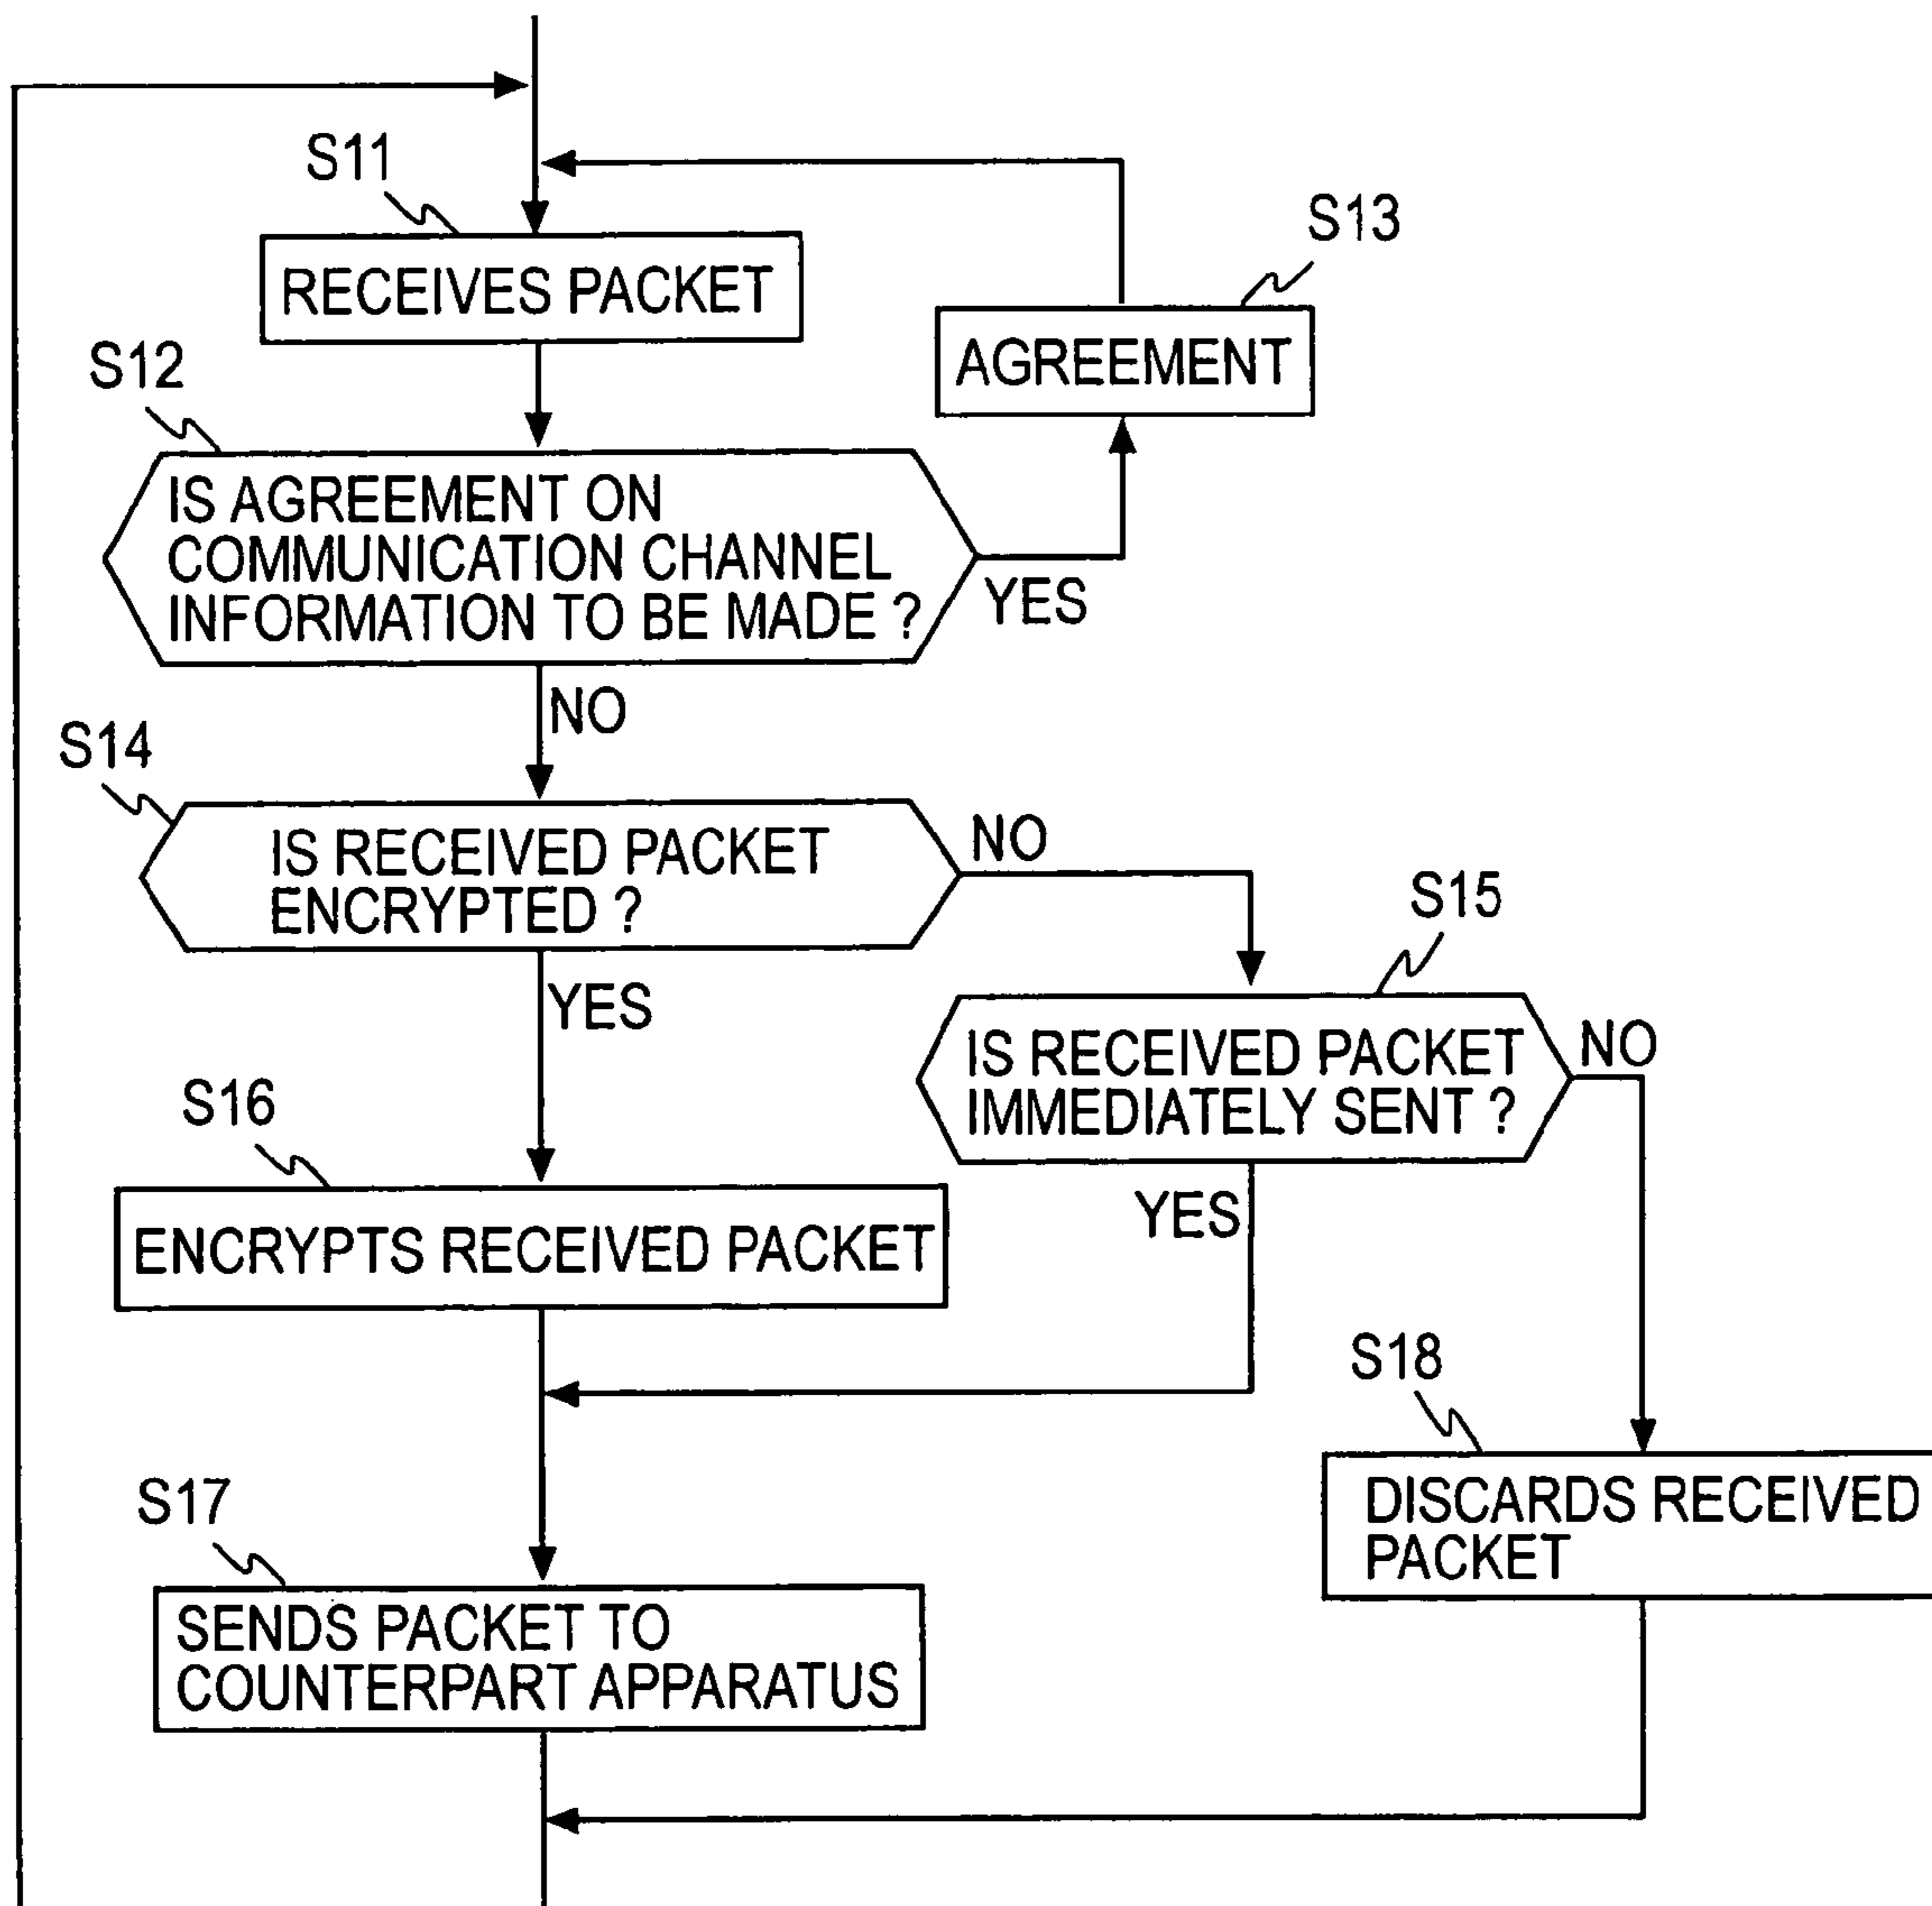 S11
RECEIVES PACKET
S13
AGREEMENT
S12
IS AGREEMENT ON
COMMUNICATION CHANNEL
INFORMATION TO BE MADE ?
YES
NO
S14
IS RECEIVED PACKET
ENCRYPTED ?
NO
YES
S15
IS RECEIVED PACKET
IMMEDIATELY SENT ?
NO
YES
S16
ENCRYPTS RECEIVED PACKET
S18
DISCARDS RECEIVED
PACKET
S17
SENDS PACKET TO
COUNTERPART APPARATUS